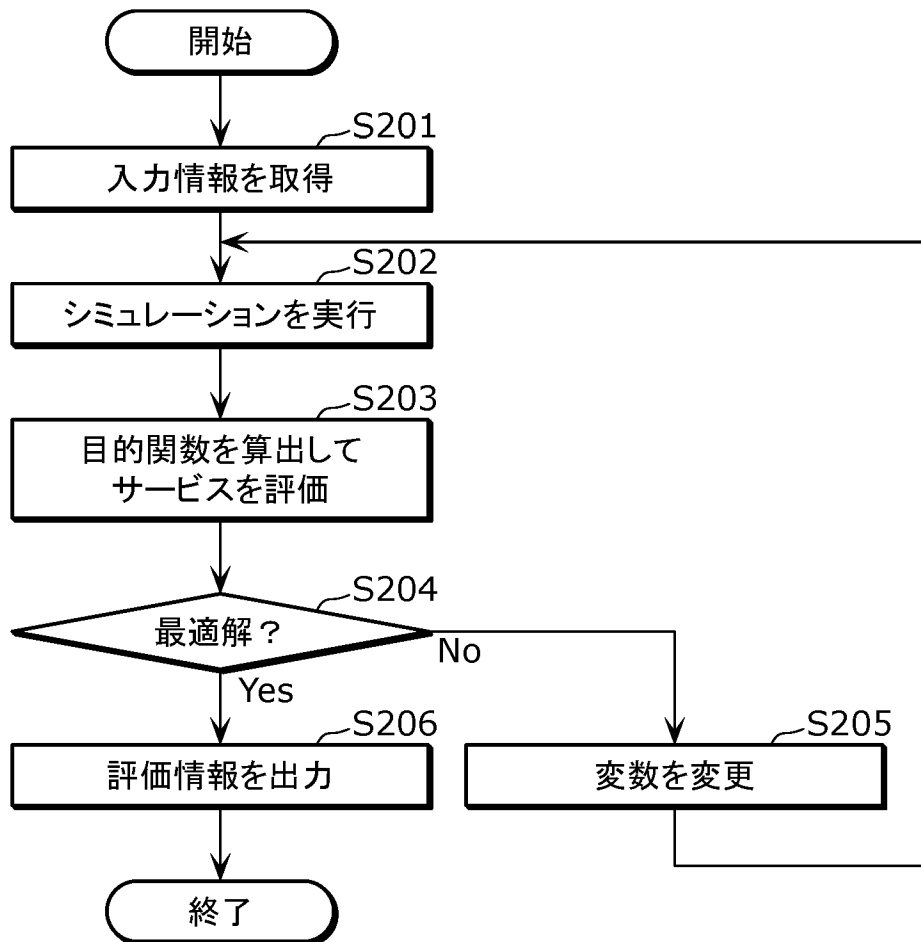 開始
S201
入力情報を取得
S202
シミュレーションを実行
S203
目的関数を算出して
サービスを評価
S204
最適解？
No
Yes
S205
変数を変更
S206
評価情報を出力
終了